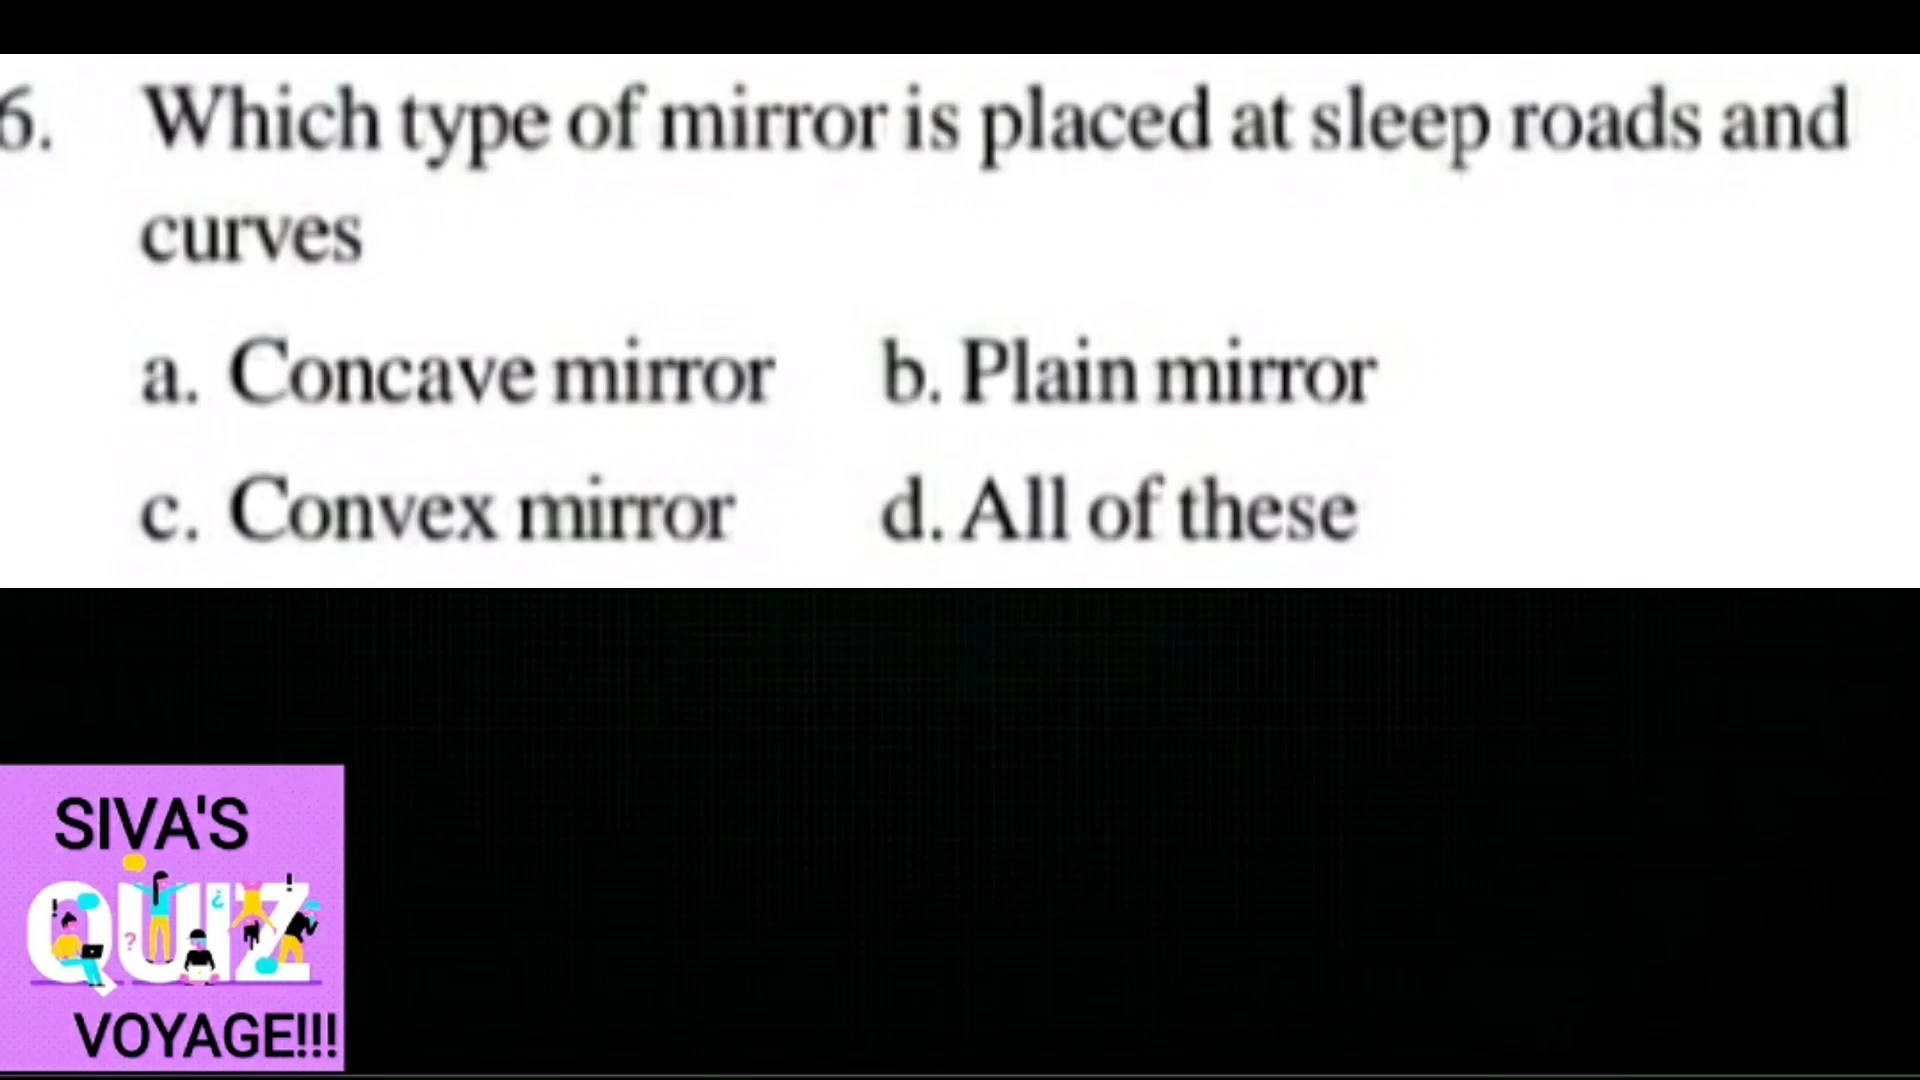 6. Which type of mirror is placed at sleep roads and
curves
a. Concave mirror b. Plain mirror
c. Convex mirror d. All of these
SIVA'S
QUIZ
VOYAGE!!!